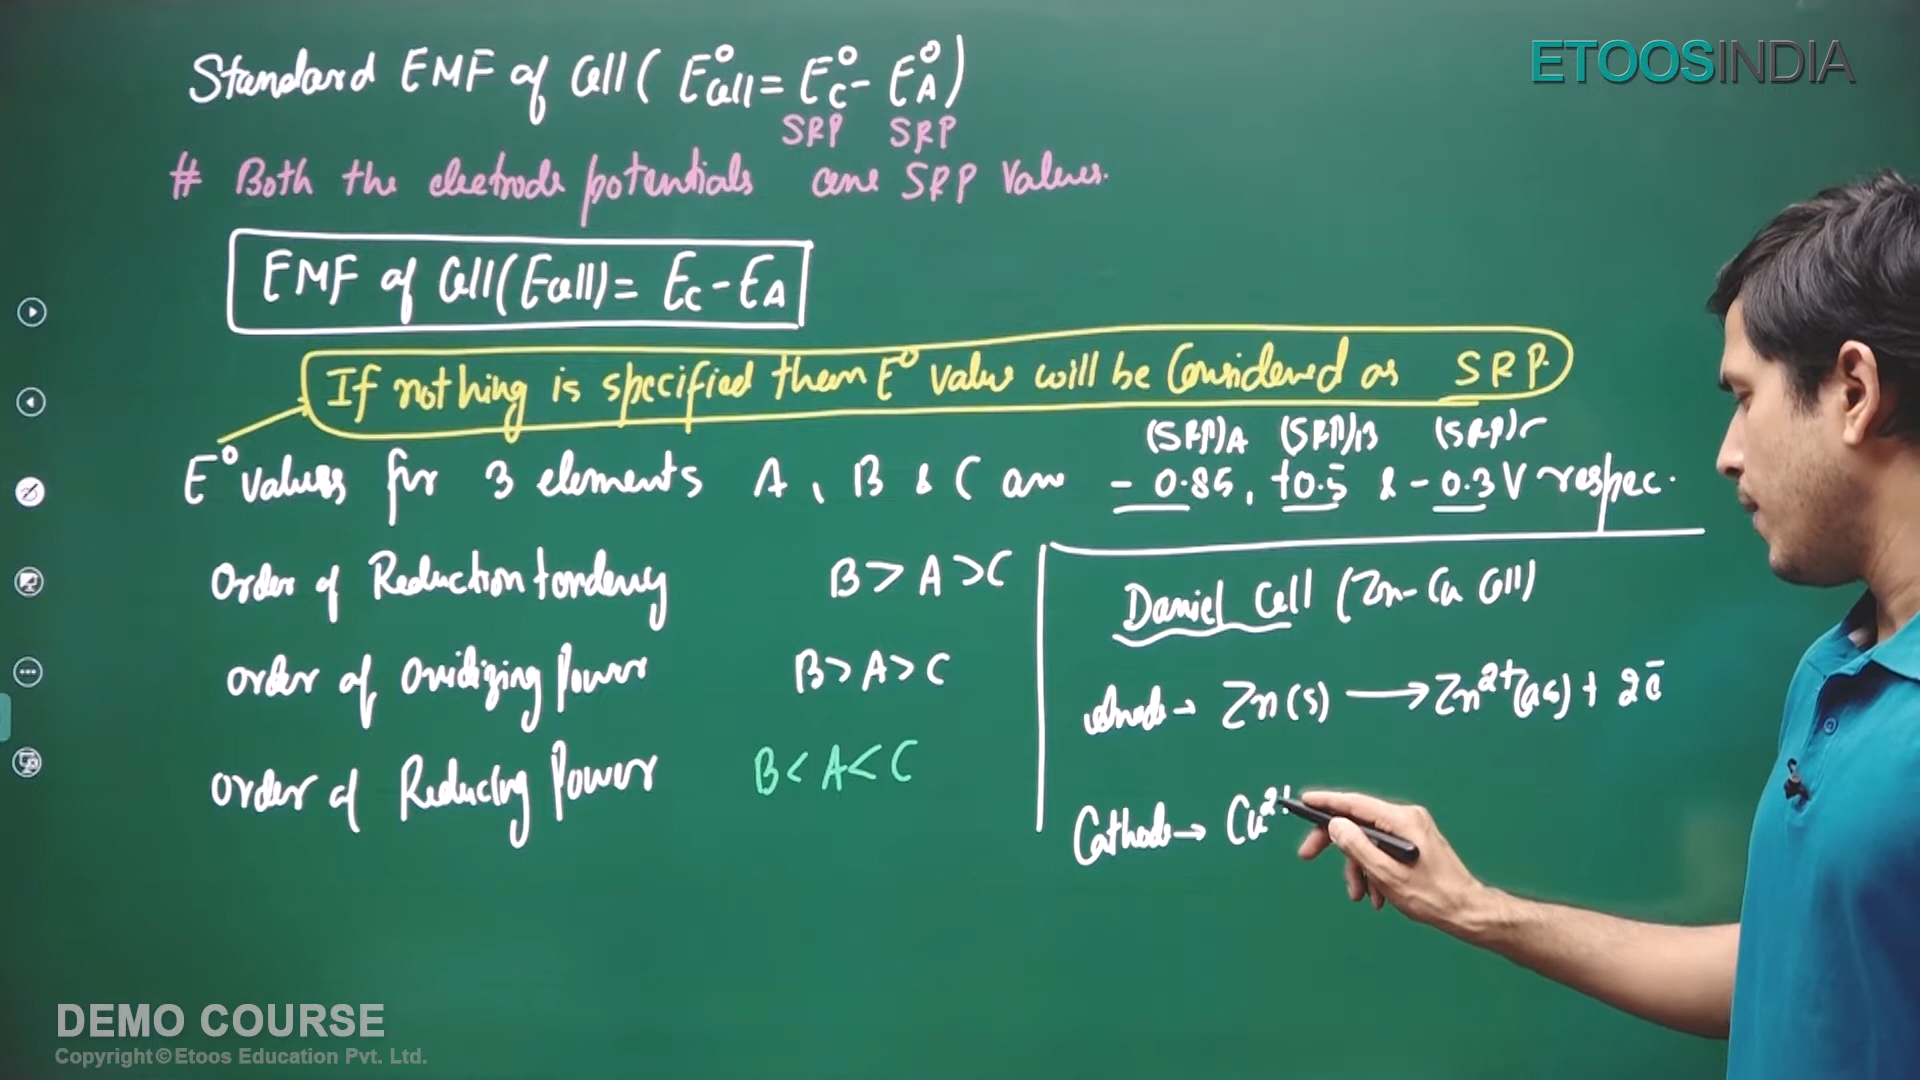 ETOOSINDIA
Standard EMF of Cell ( E°Cell = E°C - E°A )
SRP SRP
# Both the electrode potentials are SRP Values.
EMF of Cell (Ecell) = EC - EA
If nothing is specified them E° value will be Considered as SRP.
(SRP)A (SRP)B (SRP)C
E° values for 3 elements A, B & C are - 0.85, +0.5 & - 0.3 V respec.
Order of Reduction tendency B > A > C
order of Oxidizing Power B > A > C
order of Reducing Power B < A < C
Daniel Cell (Zn - Cu Cell)
Anode → Zn(s) ⟶ Zn2+(aq) + 2e-
Cathode → Cu2+
DEMO COURSE
Copyright © Etoos Education Pvt. Ltd.